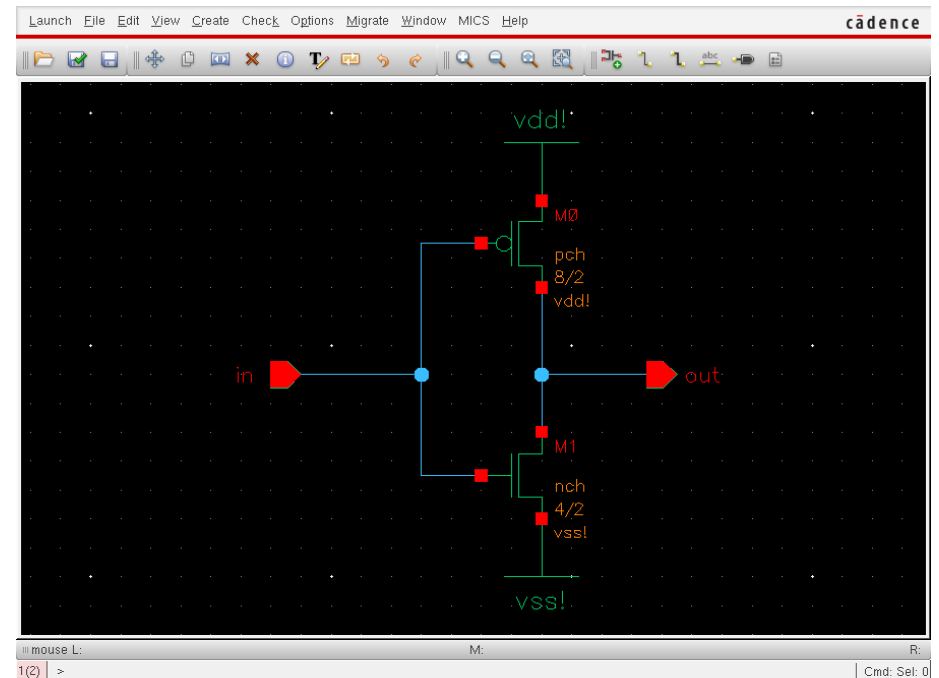 Launch File Edit View Create Check Options Migrate Window MICS Help cādence
T
abc
vdd!
M0
pch
8/2
vdd!
in
out
M1
nch
4/2
vss!
vss!
mouse L: M: R:
1(2) > Cmd: Sel: 0